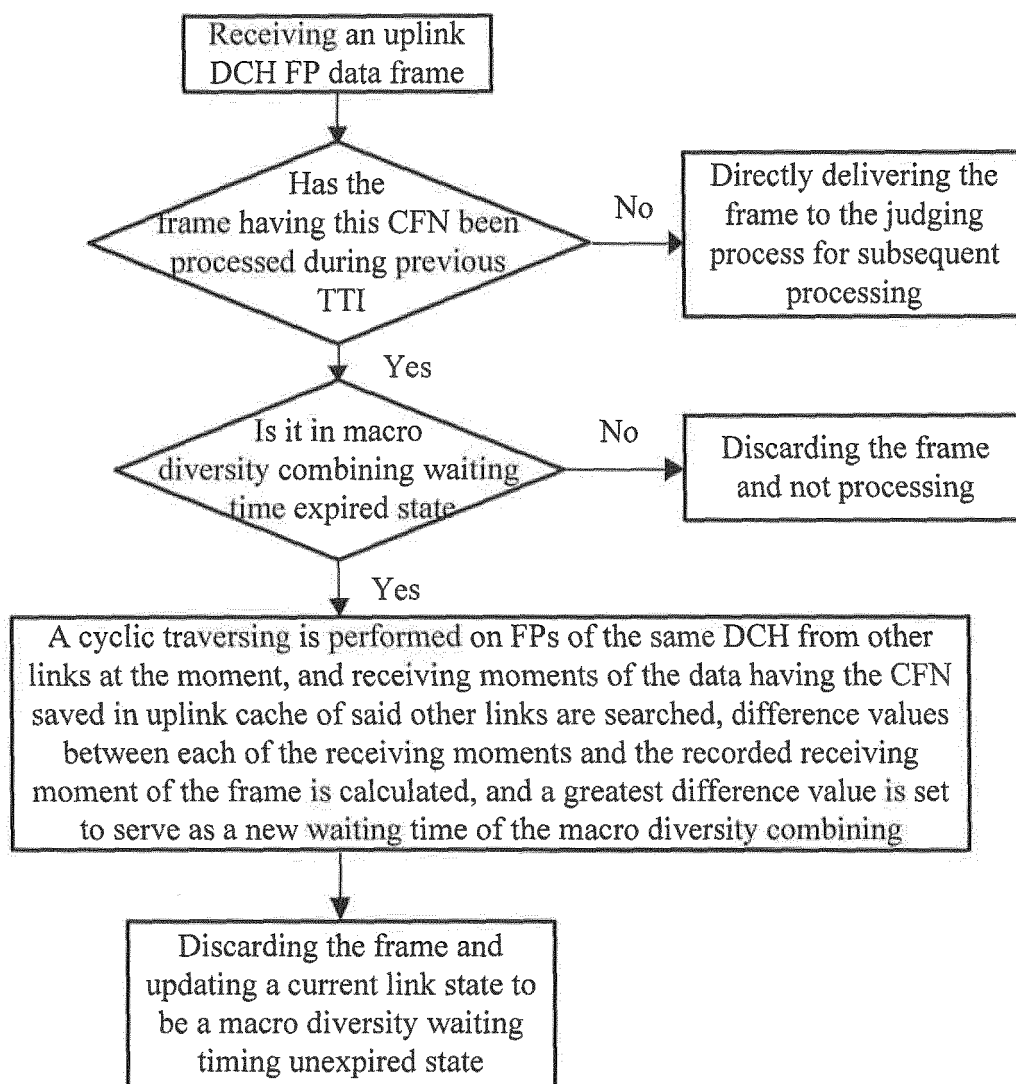 Receiving an uplink
DCH FP data frame
Has the
frame having this CFN been
processed during previous
TTI
No
Directly delivering the
frame to the judging
process for subsequent
processing
Yes
Is it in macro
diversity combining waiting
time expired state
No
Discarding the frame
and not processing
Yes
A cyclic traversing is performed on FPs of the same DCH from other
links at the moment, and receiving moments of the data having the CFN
saved in uplink cache of said other links are searched, difference values
between each of the receiving moments and the recorded receiving
moment of the frame is calculated, and a greatest difference value is set
to serve as a new waiting time of the macro diversity combining
Discarding the frame and
updating a current link state to
be a macro diversity waiting
timing unexpired state